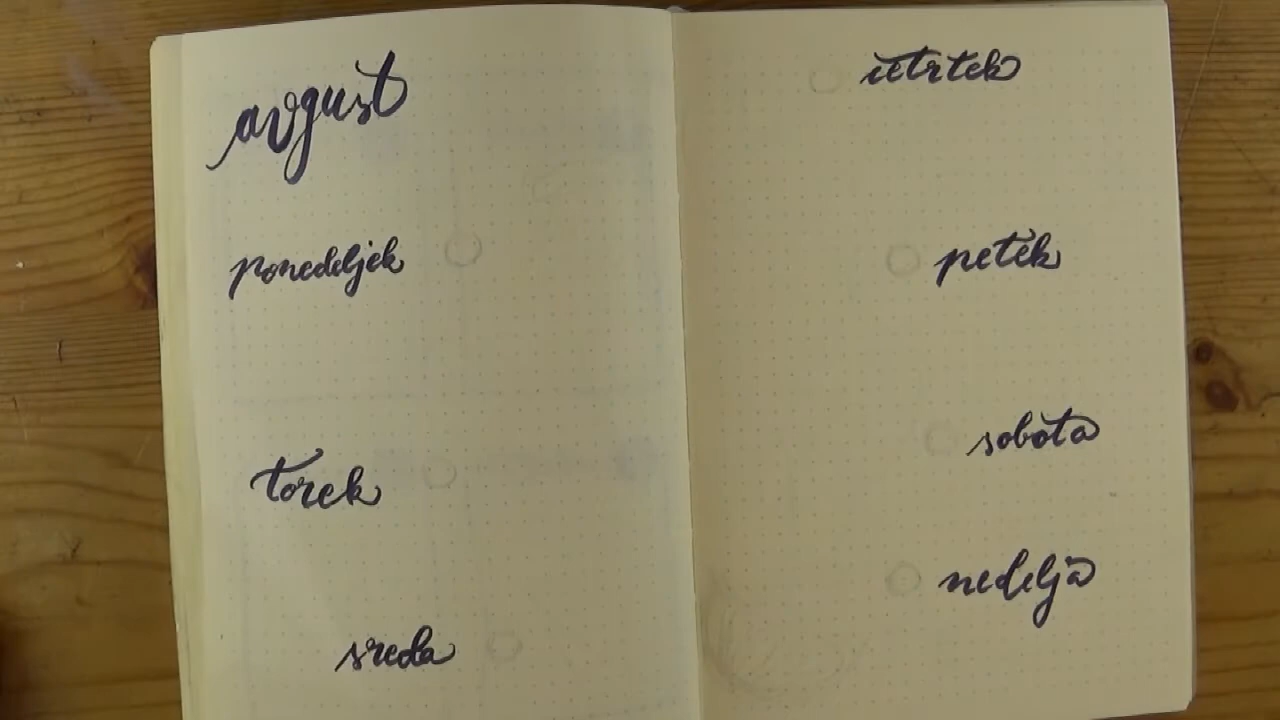 avgust
ponedeljek
torek
sreda
četrtek
petek
sobota
nedelja